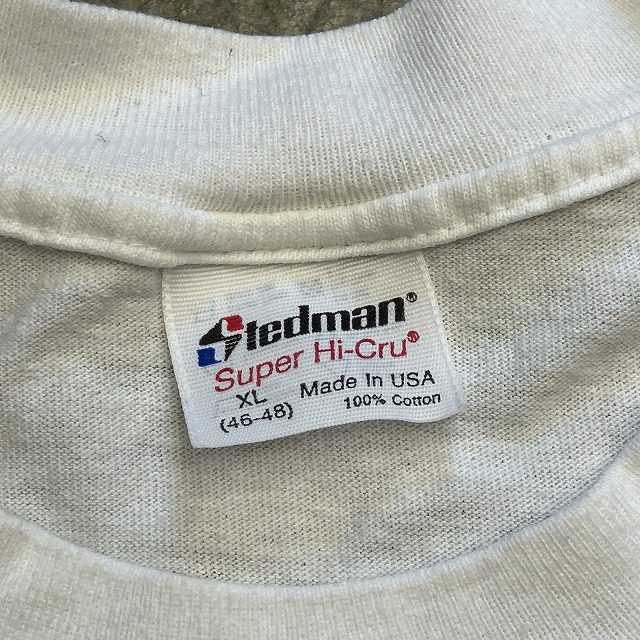 Stedman®
Super Hi-Cru®
XL Made In USA
(46-48) 100% Cotton